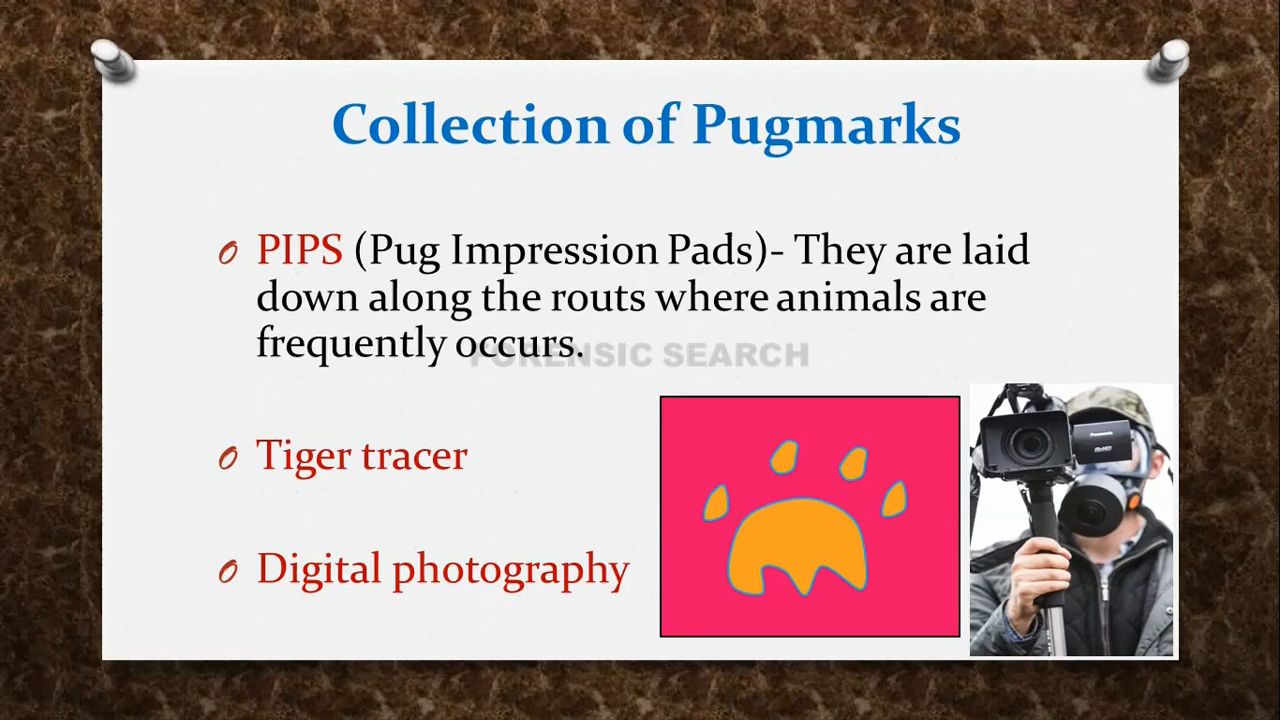 Collection of Pugmarks
PIPS (Pug Impression Pads)- They are laid
down along the routs where animals are
frequently occurs.
FORENSIC SEARCH
Tiger tracer
Digital photography
Panasonic